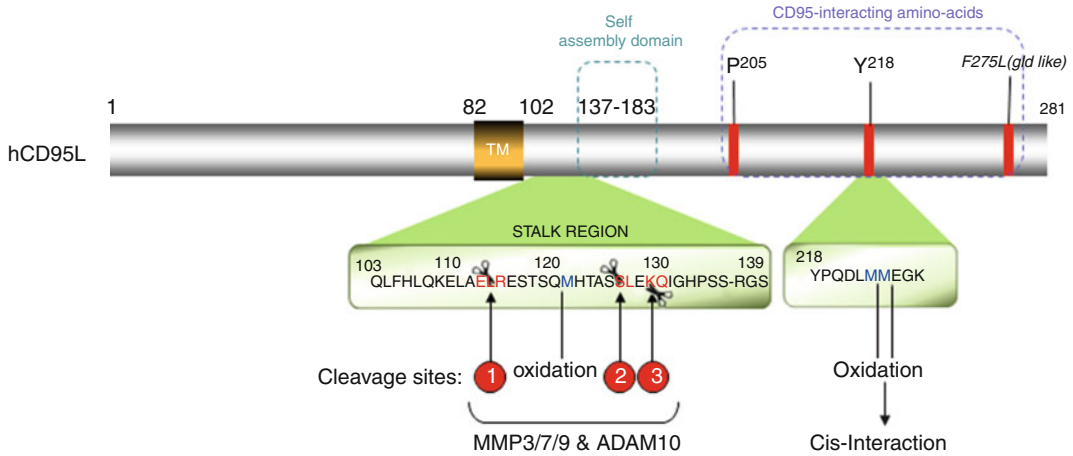 CD95-interacting amino-acids
Self
assembly domain
P205
Y218
F275L(gld like)
1
82
102
137-183
281
hCD95L
TM
STALK REGION
103
110
120
130
139
QLFHLQKELAELRESTSQMHTASSLEKQIGHPSS-RGS
218
YPQDLMMEGK
Cleavage sites:
1
oxidation
2
3
Oxidation
MMP3/7/9 & ADAM10
Cis-Interaction